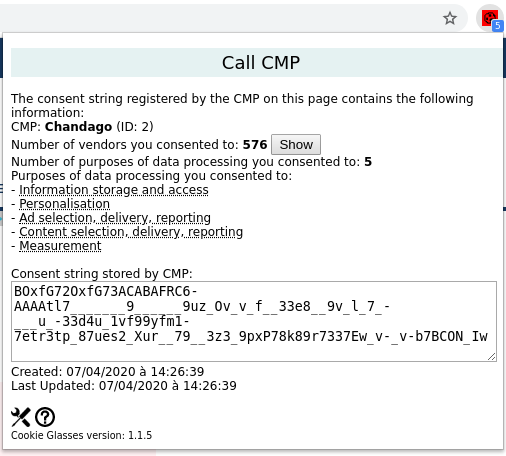 5
Call CMP
The consent string registered by the CMP on this page contains the following
information:
CMP: Chandago (ID: 2)
Number of vendors you consented to: 576 Show
Number of purposes of data processing you consented to: 5
Purposes of data processing you consented to:
- Information storage and access
- Personalisation
- Ad selection, delivery, reporting
- Content selection, delivery, reporting
- Measurement
Consent string stored by CMP:
BOxfG72OxfG73ACABAFRC6-
AAAAtl7_______9______9uz_Ov_v_f__33e8__9v_l_7_-
___u_-33d4u_1vf99yfm1-
7etr3tp_87ues2_Xur__79__3z3_9pxP78k89r7337Ew_v-_v-b7BCON_Iw
Created: 07/04/2020 à 14:26:39
Last Updated: 07/04/2020 à 14:26:39
Cookie Glasses version: 1.1.5